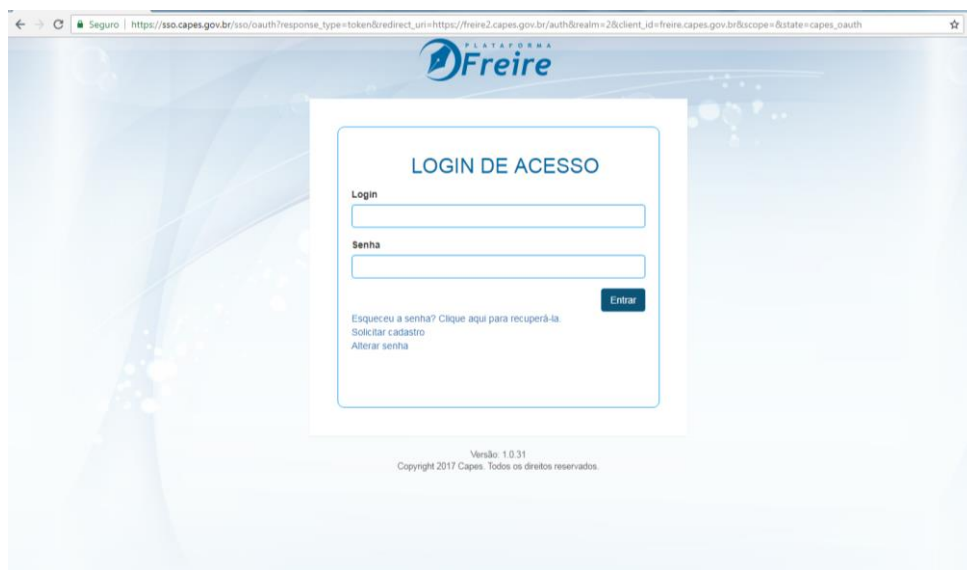 Seguro | https://sso.capes.gov.br/sso/oauth?response_type=token&redirect_uri=https://freire2.capes.gov.br/auth&realm=2&client_id=freire.capes.gov.br&scope=&state=capes_oauth
PLATAFORMA
Freire
LOGIN DE ACESSO
Login
Senha
Entrar
Esqueceu a senha? Clique aqui para recuperá-la.
Solicitar cadastro
Alterar senha
Versão: 1.0.31
Copyright 2017 Capes. Todos os direitos reservados.